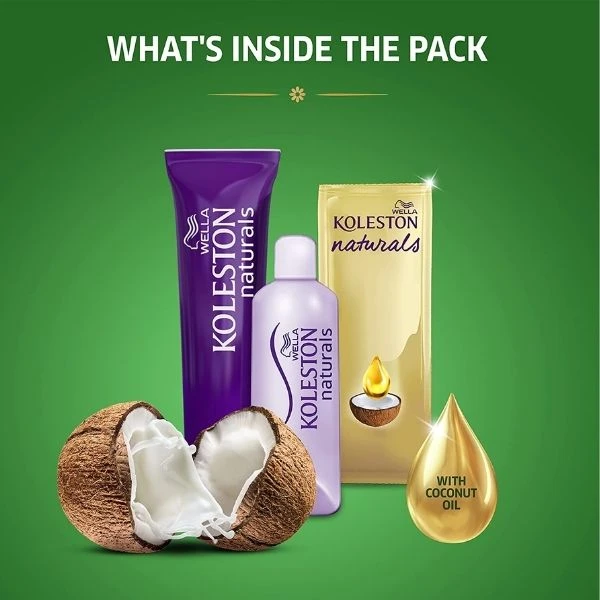 WHAT'S INSIDE THE PACK
WELLA
KOLESTON
naturals
WELLA
KOLESTON
naturals
WELLA
KOLESTON
naturals
WITH
COCONUT
OIL